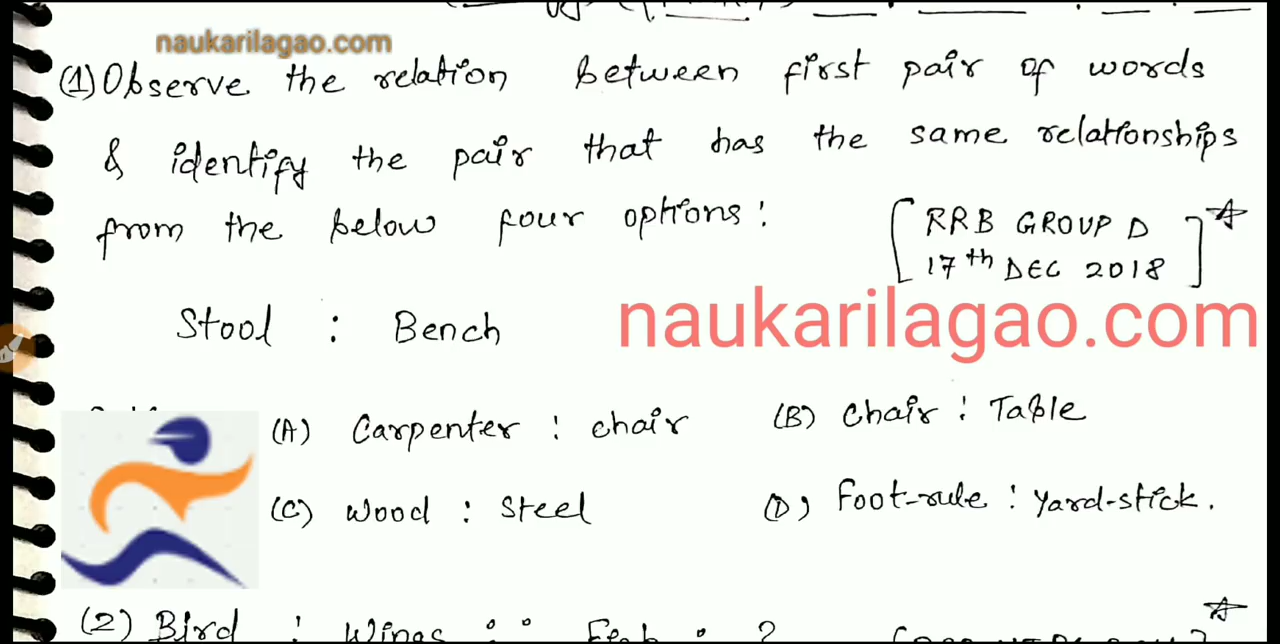 naukarilagao.com
(1) Observe the relation between first pair of words
& identify the pair that has the same relationships
from the below four options:
[RRB GROUP D
17th DEC 2018]
Stool : Bench
naukarilagao.com
(A) Carpenter : chair
(B) Chair : Table
(C) Wood : Steel
(D) Foot-rule : Yard-stick.
(2) Bird : Wings :: : ?